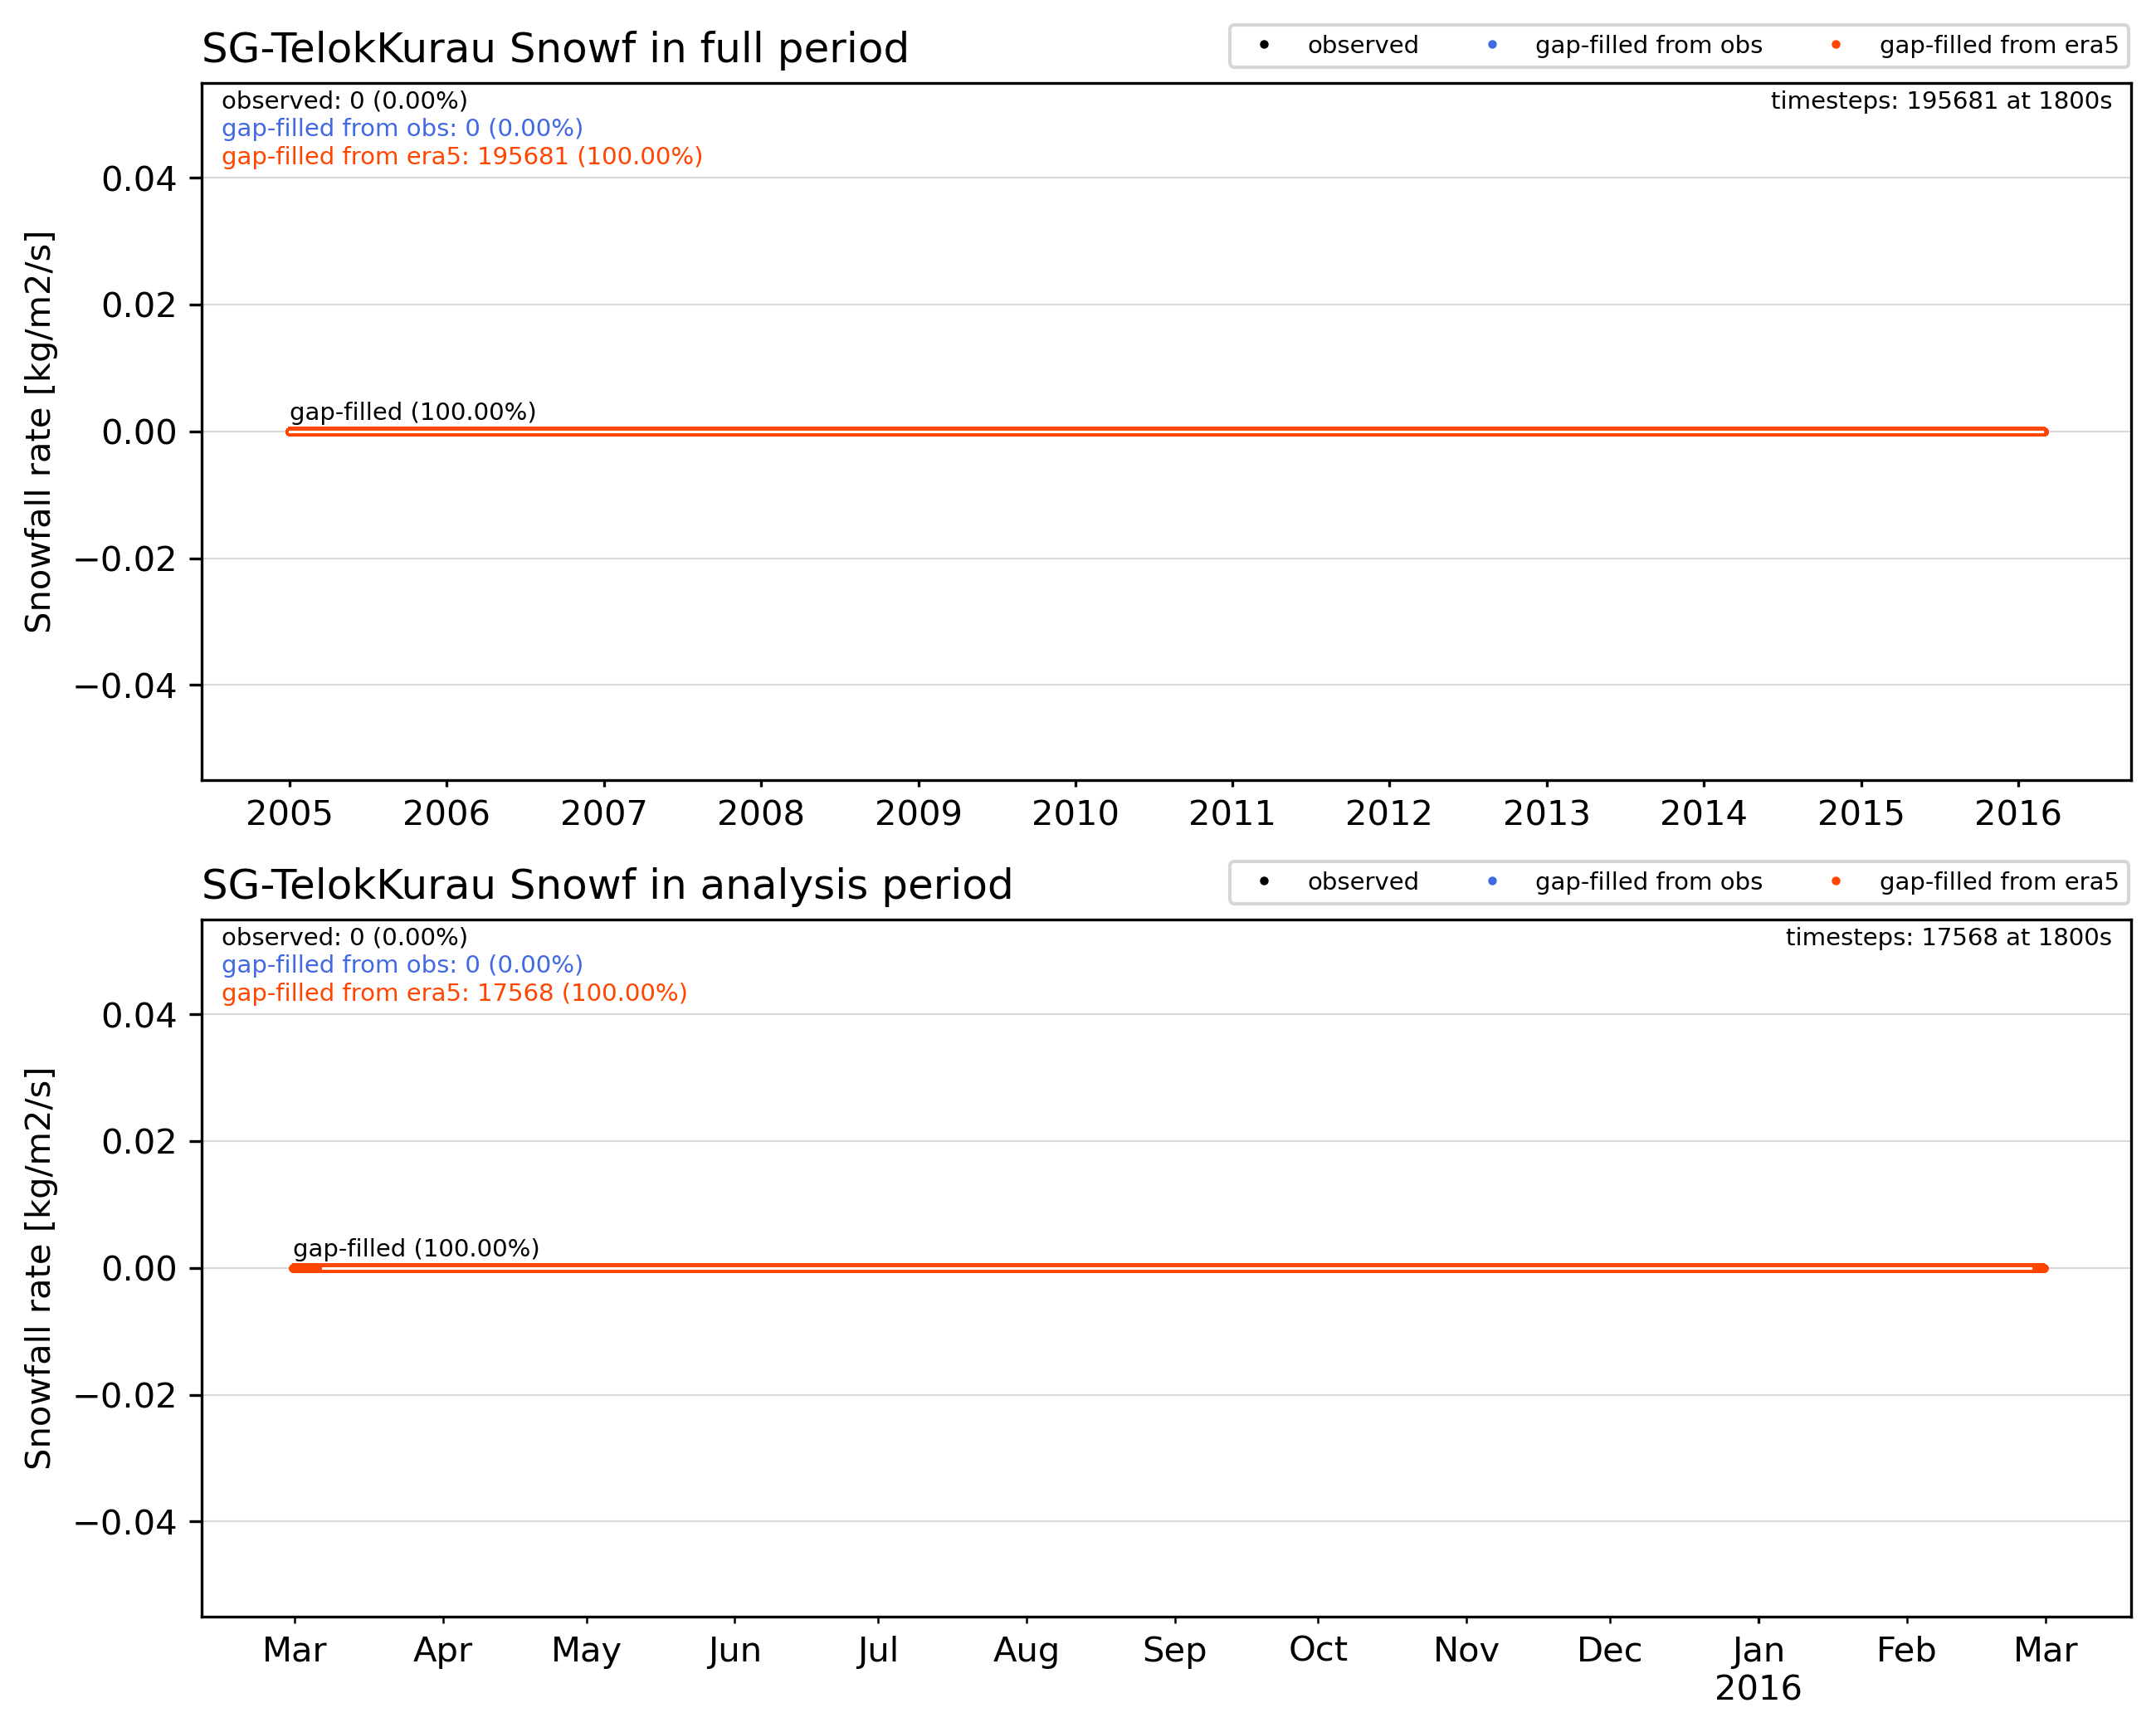 SG-TelokKurau Snowf in full period
observed
gap-filled from obs
gap-filled from era5
observed: 0 (0.00%)
timesteps: 195681 at 1800s
gap-filled from obs: 0 (0.00%)
gap-filled from era5: 195681 (100.00%)
Snowfall rate [kg/m2/s]
0.04
0.02
0.00
−0.02
−0.04
gap-filled (100.00%)
2005 2006 2007 2008 2009 2010 2011 2012 2013 2014 2015 2016
SG-TelokKurau Snowf in analysis period
observed
gap-filled from obs
gap-filled from era5
observed: 0 (0.00%)
timesteps: 17568 at 1800s
gap-filled from obs: 0 (0.00%)
gap-filled from era5: 17568 (100.00%)
Snowfall rate [kg/m2/s]
0.04
0.02
0.00
−0.02
−0.04
gap-filled (100.00%)
Mar Apr May Jun Jul Aug Sep Oct Nov Dec Jan Feb Mar
2016